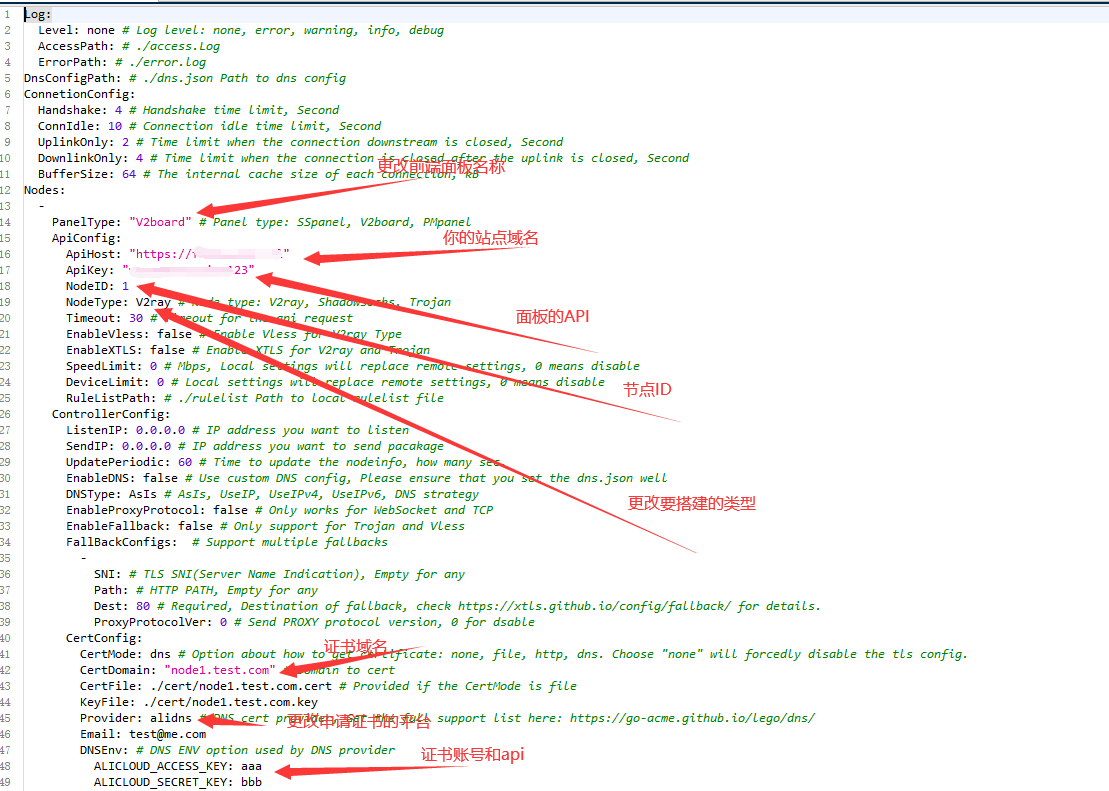 1 Log:
2 Level: none # Log level: none, error, warning, info, debug
3 AccessPath: # ./access.Log
4 ErrorPath: # ./error.log
5 DnsConfigPath: # ./dns.json Path to dns config
6 ConnetionConfig:
7 Handshake: 4 # Handshake time limit, Second
8 ConnIdle: 10 # Connection idle time limit, Second
9 UplinkOnly: 2 # Time limit when the connection downstream is closed, Second
10 DownlinkOnly: 4 # Time limit when the connection is closed after the uplink is closed, Second
更改前端面板名称
11 BufferSize: 64 # The internal cache size of each connection, kB
12 Nodes:
13 -
14 PanelType: "V2board" # Panel type: SSpanel, V2board, PMpanel
15 ApiConfig:
你的站点域名
16 ApiHost: "https://
17 ApiKey: " 123"
18 NodeID: 1
19 NodeType: V2ray # Node type: V2ray, Shadowsocks, Trojan
面板的API
20 Timeout: 30 # Timeout for the api request
21 EnableVless: false # Enable Vless for V2ray Type
22 EnableXTLS: false # Enable XTLS for V2ray and Trojan
23 SpeedLimit: 0 # Mbps, Local settings will replace remote settings, 0 means disable
24 DeviceLimit: 0 # Local settings will replace remote settings, 0 means disable
节点ID
25 RuleListPath: # ./rulelist Path to local rulelist file
26 ControllerConfig:
27 ListenIP: 0.0.0.0 # IP address you want to listen
28 SendIP: 0.0.0.0 # IP address you want to send pacakage
29 UpdatePeriodic: 60 # Time to update the nodeinfo, how many sec.
30 EnableDNS: false # Use custom DNS config, Please ensure that you set the dns.json well
31 DNSType: AsIs # AsIs, UseIP, UseIPv4, UseIPv6, DNS strategy
更改要搭建的类型
32 EnableProxyProtocol: false # Only works for WebSocket and TCP
33 EnableFallback: false # Only support for Trojan and Vless
34 FallBackConfigs: # Support multiple fallbacks
35 -
36 SNI: # TLS SNI(Server Name Indication), Empty for any
37 Path: # HTTP PATH, Empty for any
38 Dest: 80 # Required, Destination of fallback, check https://xtls.github.io/config/fallback/ for details.
39 ProxyProtocolVer: 0 # Send PROXY protocol version, 0 for dsable
40 CertConfig:
证书域名
41 CertMode: dns # Option about how to get certificate: none, file, http, dns. Choose "none" will forcedly disable the tls config.
42 CertDomain: "node1.test.com" # Domain to cert
43 CertFile: ./cert/node1.test.com.cert # Provided if the CertMode is file
44 KeyFile: ./cert/node1.test.com.key
45 Provider: alidns # DNS cert provider, Get the full support list here: https://go-acme.github.io/lego/dns/
更改申请证书的平台
46 Email: test@me.com
47 DNSEnv: # DNS ENV option used by DNS provider
证书账号和api
48 ALICLOUD_ACCESS_KEY: aaa
49 ALICLOUD_SECRET_KEY: bbb